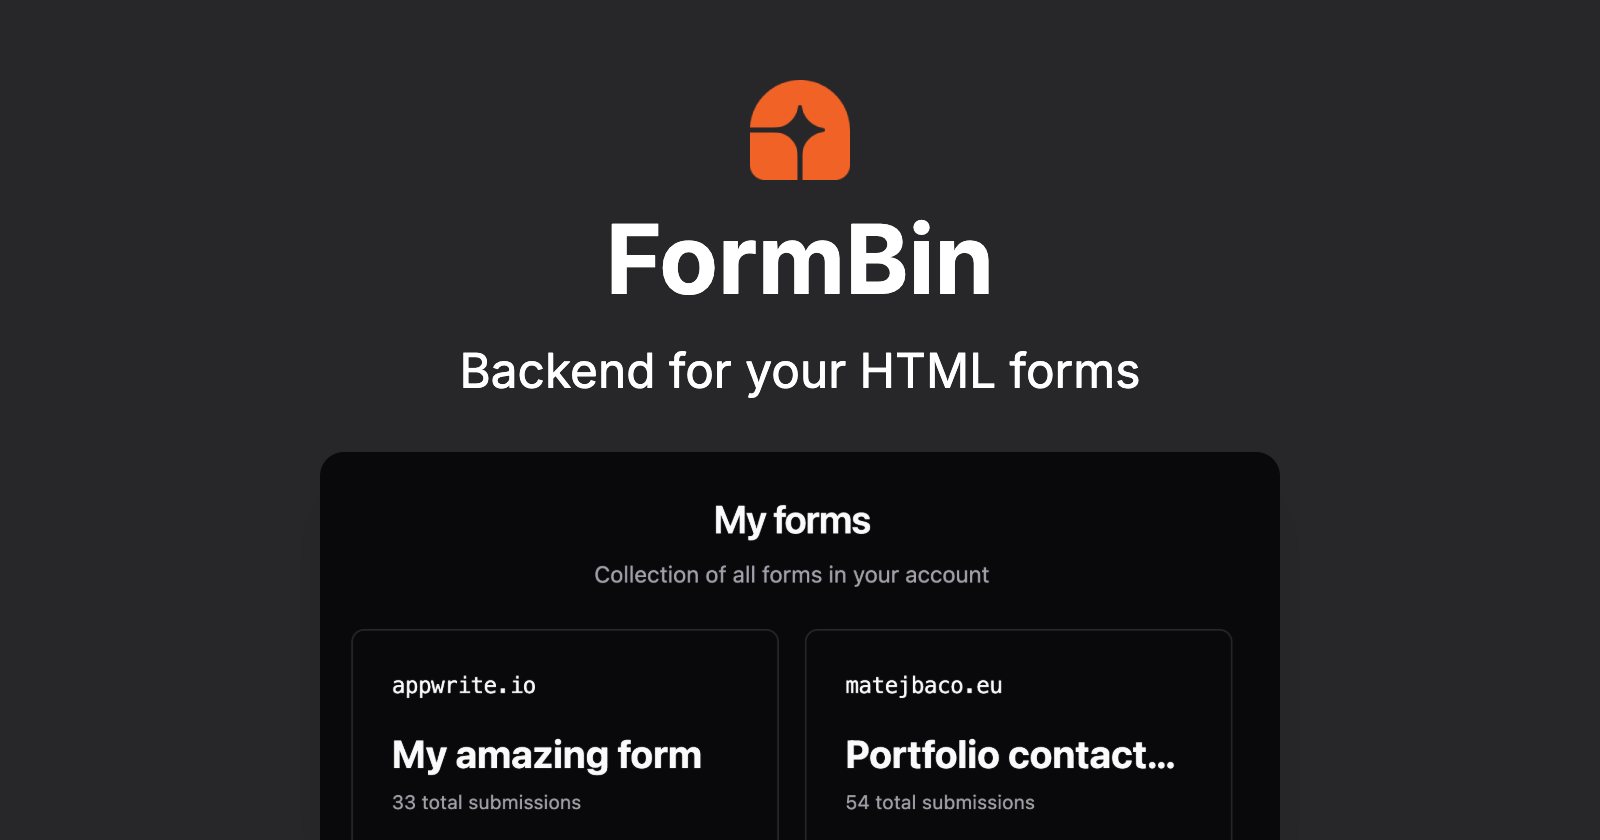 FormBin
Backend for your HTML forms
My forms
Collection of all forms in your account
appwrite.io
My amazing form
33 total submissions
matejbaco.eu
Portfolio contact...
54 total submissions